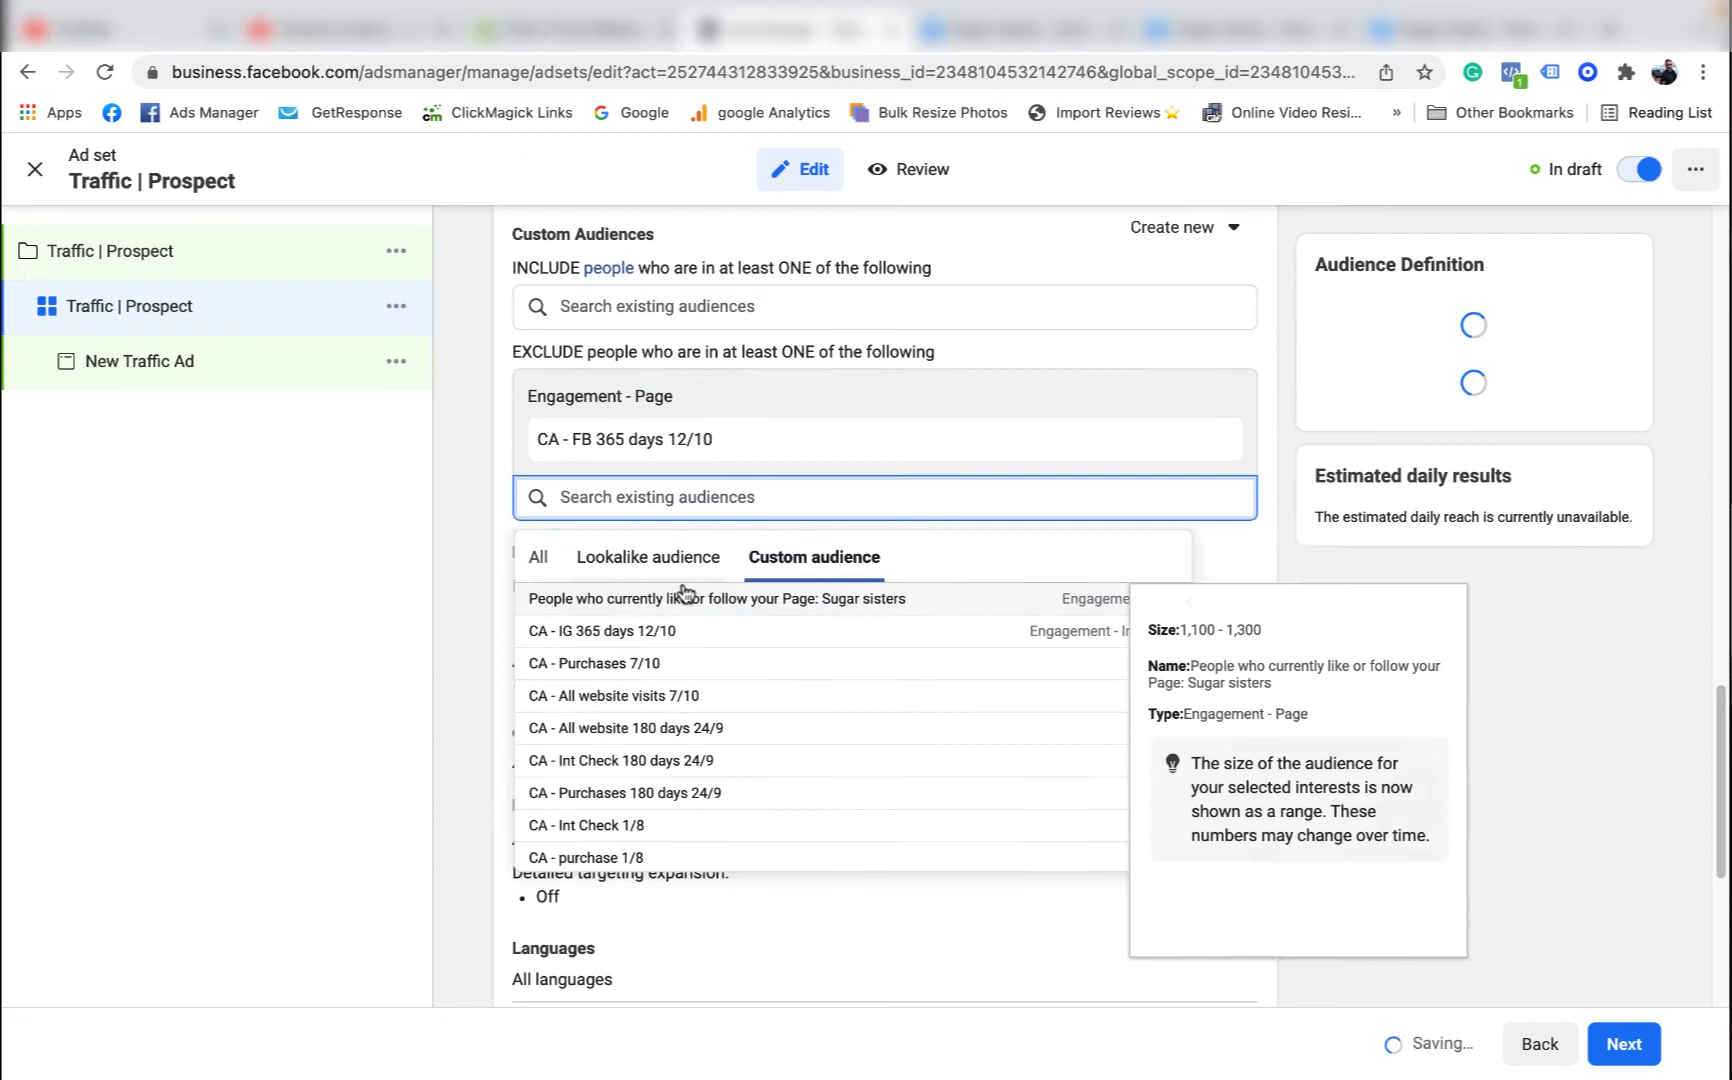 business.facebook.com/adsmanager/manage/adsets/edit?act=252744312833925&business_id=2348104532142746&global_scope_id=234810453...
1
Apps
Ads Manager
GetResponse
cm ClickMagick Links
Google
google Analytics
Bulk Resize Photos
Import Reviews
Online Video Resi...
»
Other Bookmarks
Reading List
Ad set
Traffic | Prospect
Edit
Review
In draft
Traffic | Prospect
Traffic | Prospect
New Traffic Ad
Custom Audiences
Create new
INCLUDE people who are in at least ONE of the following
Search existing audiences
EXCLUDE people who are in at least ONE of the following
Engagement - Page
CA - FB 365 days 12/10
Search existing audiences
All
Lookalike audience
Custom audience
People who currently like or follow your Page: Sugar sisters
CA - IG 365 days 12/10
Engagement - In
CA - Purchases 7/10
CA - All website visits 7/10
CA - All website 180 days 24/9
CA - Int Check 180 days 24/9
CA - Purchases 180 days 24/9
CA - Int Check 1/8
CA - purchase 1/8
Detailed targeting expansion:
• Off
Languages
All languages
Size:1,100 - 1,300
Name:People who currently like or follow your
Page: Sugar sisters
Type:Engagement - Page
The size of the audience for
your selected interests is now
shown as a range. These
numbers may change over time.
Audience Definition
Estimated daily results
The estimated daily reach is currently unavailable.
Saving...
Back
Next